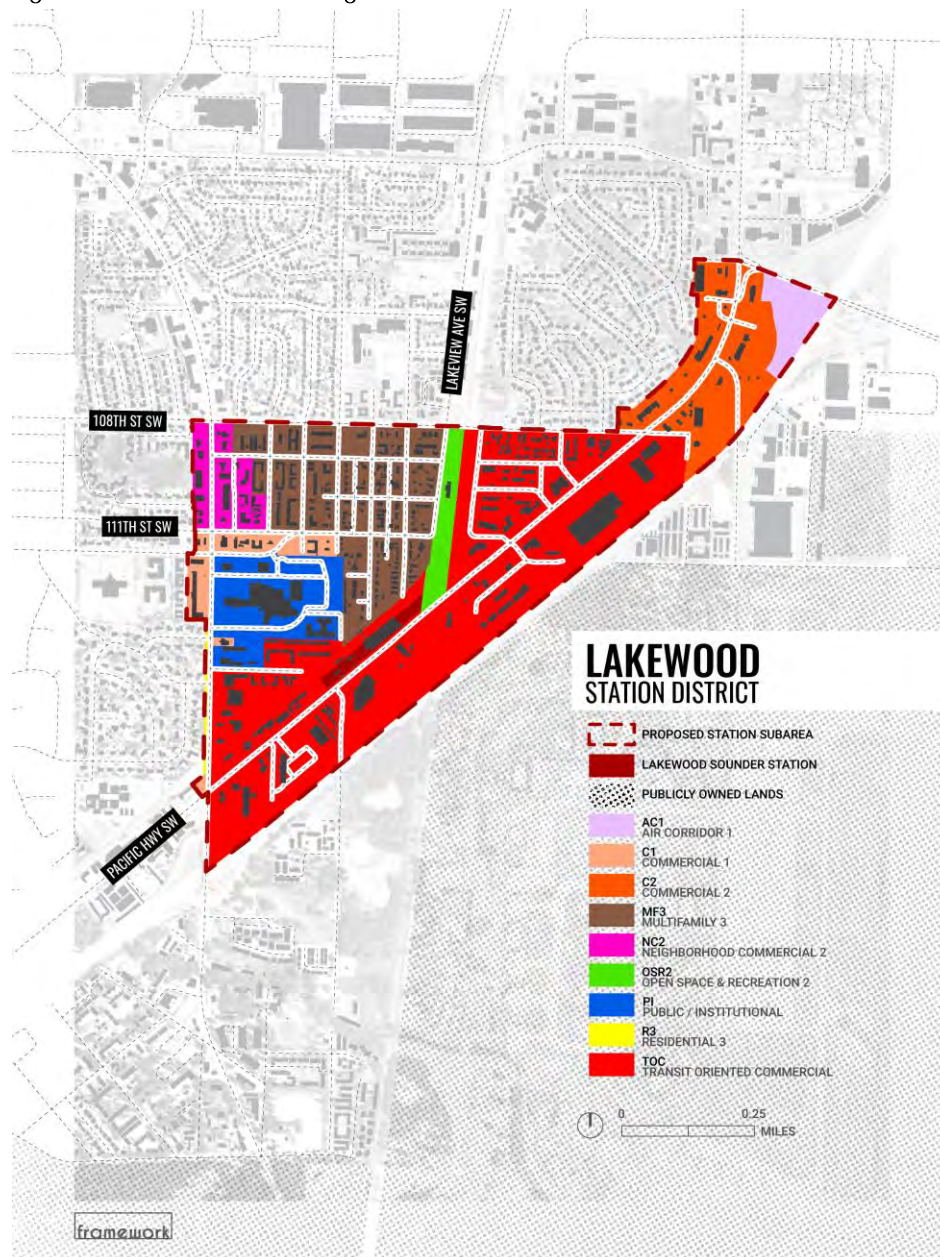 LAKEVIEW AVE SW
108TH ST SW
111TH ST SW
PACIFIC HWY SW
LAKEWOOD
STATION DISTRICT
PROPOSED STATION SUBAREA
LAKEWOOD SOUNDER STATION
PUBLICLY OWNED LANDS
AC1
AIR CORRIDOR 1
C1
COMMERCIAL 1
C2
COMMERCIAL 2
MF3
MULTIFAMILY 3
NC2
NEIGHBORHOOD COMMERCIAL 2
OSR2
OPEN SPACE & RECREATION 2
PI
PUBLIC / INSTITUTIONAL
R3
RESIDENTIAL 3
TOC
TRANSIT ORIENTED COMMERCIAL
0 0.25
MILES
framework